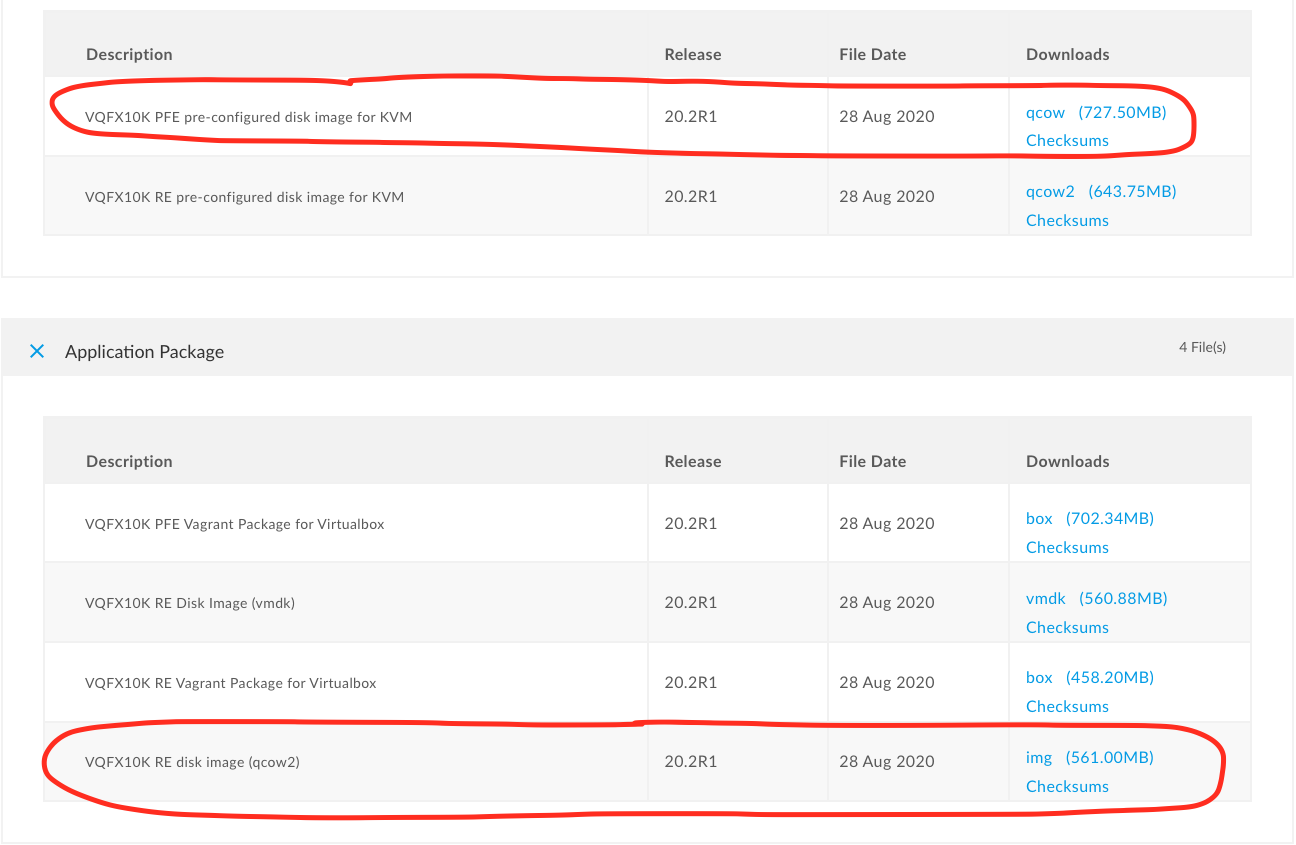 Description Release File Date Downloads
VQFX10K PFE pre-configured disk image for KVM 20.2R1 28 Aug 2020 qcow (727.50MB)
Checksums
VQFX10K RE pre-configured disk image for KVM 20.2R1 28 Aug 2020 qcow2 (643.75MB)
Checksums
Application Package 4 File(s)
Description Release File Date Downloads
VQFX10K PFE Vagrant Package for Virtualbox 20.2R1 28 Aug 2020 box (702.34MB)
Checksums
VQFX10K RE Disk Image (vmdk) 20.2R1 28 Aug 2020 vmdk (560.88MB)
Checksums
VQFX10K RE Vagrant Package for Virtualbox 20.2R1 28 Aug 2020 box (458.20MB)
Checksums
VQFX10K RE disk image (qcow2) 20.2R1 28 Aug 2020 img (561.00MB)
Checksums